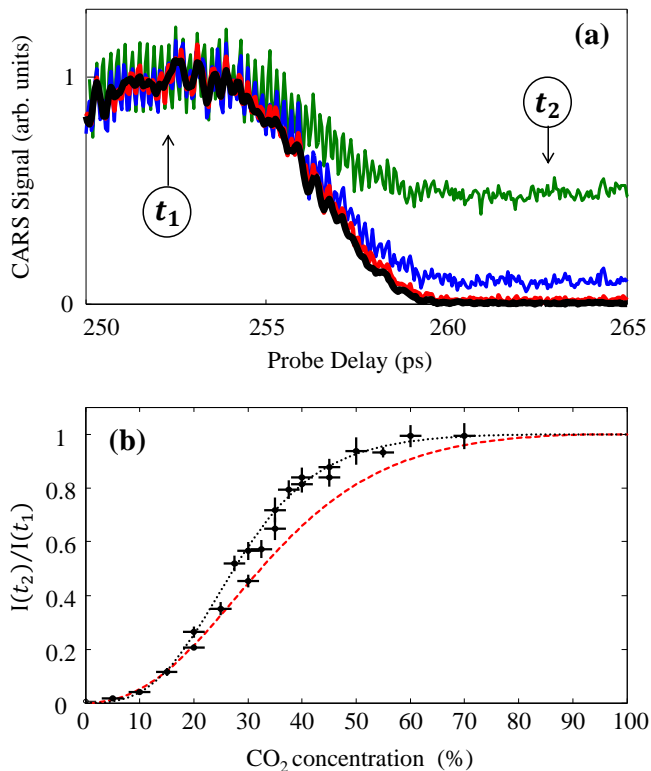 (a)
CARS Signal (arb. units)
1
0
t₁
t₂
250 255 260 265
Probe Delay (ps)
(b)
I(t₂)/I(t₁)
1
0.8
0.6
0.4
0.2
0
0 10 20 30 40 50 60 70 80 90 100
CO₂ concentration (%)